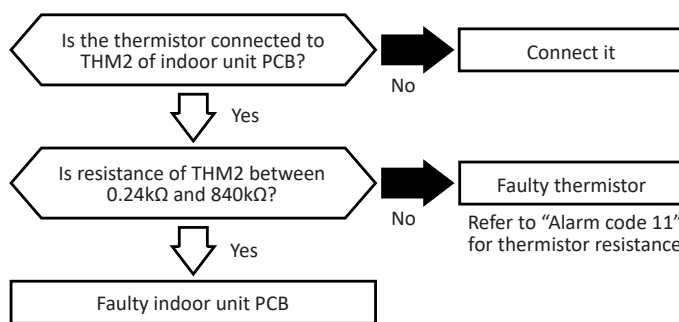 Is the thermistor connected to
THM2 of indoor unit PCB?
No
Connect it
Yes
Is resistance of THM2 between
0.24kΩ and 840kΩ?
No
Faulty thermistor
Refer to “Alarm code 11”
for thermistor resistance
Yes
Faulty indoor unit PCB